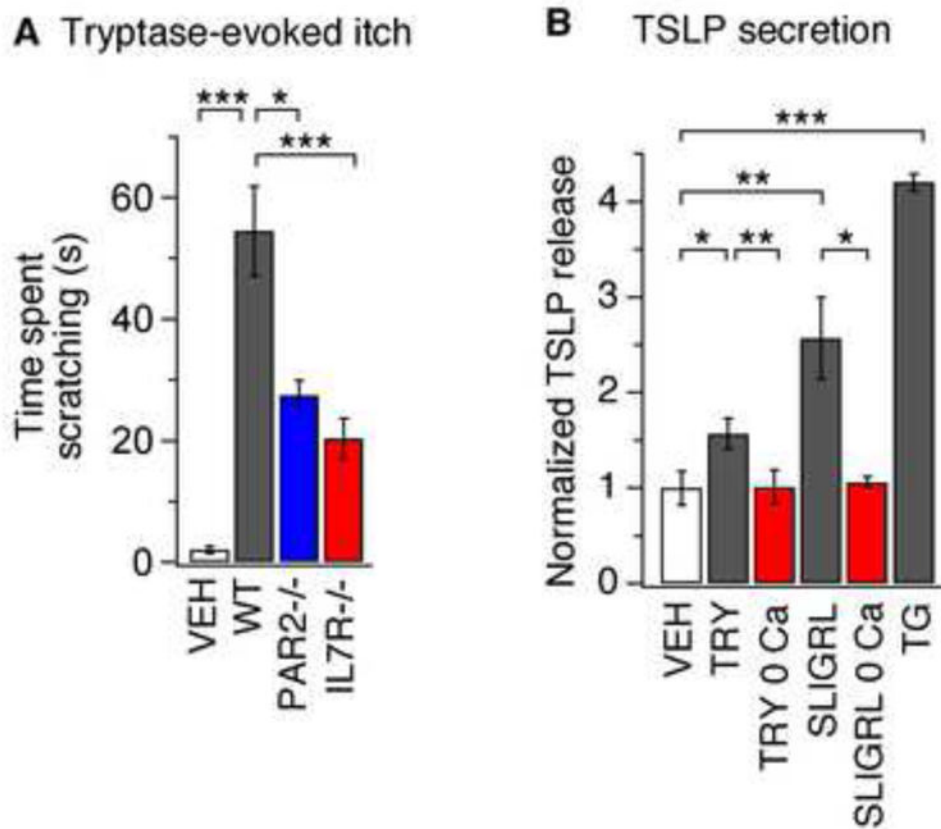 A Tryptase-evoked itch
*** *
***
Time spent
scratching (s)
60
40
20
0
VEH
WT
PAR2-/-
IL7R-/-
B TSLP secretion
***
**
* ** *
Normalized TSLP release
4
3
2
1
0
VEH
TRY
TRY 0 Ca
SLIGRL
SLIGRL 0 Ca
TG